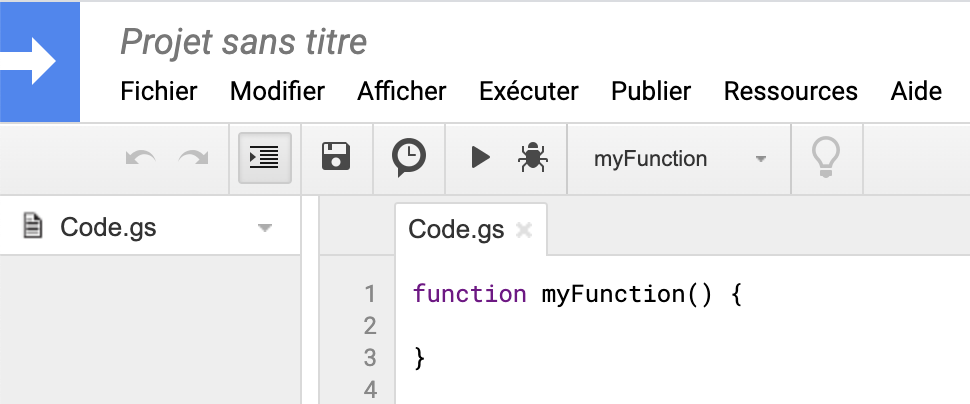 Projet sans titre
Fichier Modifier Afficher Exécuter Publier Ressources Aide
myFunction
Code.gs
Code.gs
1 function myFunction() {
2
3 }
4